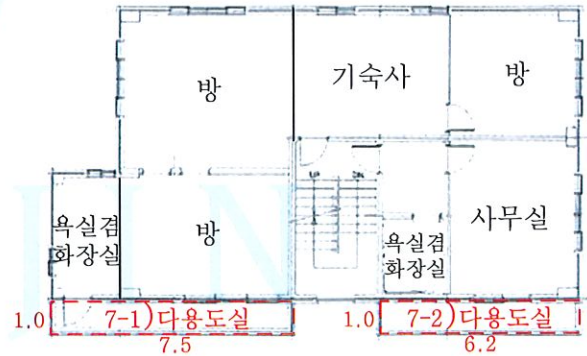 방
기숙사
방
욕실겸
화장실
방
욕실겸
화장실
사무실
1.0 7-1)다용도실
7.5
1.0 7-2)다용도실
6.2